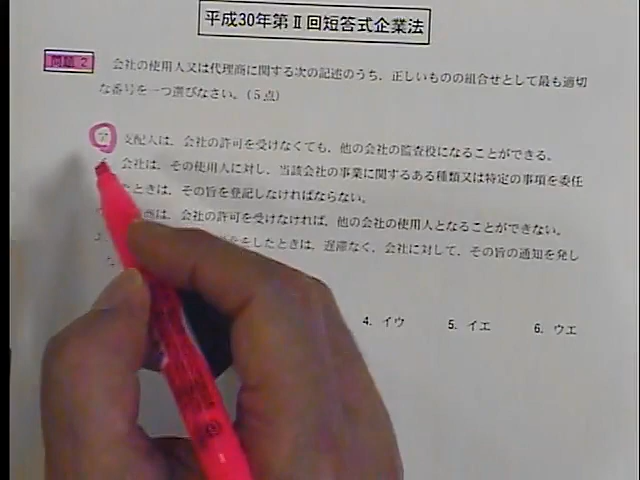 平成30年第Ⅱ回短答式企業法
問題 2
会社の使用人又は代理商に関する次の記述のうち、正しいものの組合せとして最も適切
な番号を一つ選びなさい。(5点)
ア 支配人は、会社の許可を受けなくても、他の会社の監査役になることができる。
会社は、その使用人に対し、当該会社の事業に関するある種類又は特定の事項を委任
たときは、その旨を登記しなければならない。
商は、会社の許可を受けなければ、他の会社の使用人となることができない。
をしたときは、遅滞なく、会社に対して、その旨の通知を発し
な
4. イウ 5. イエ 6. ウエ